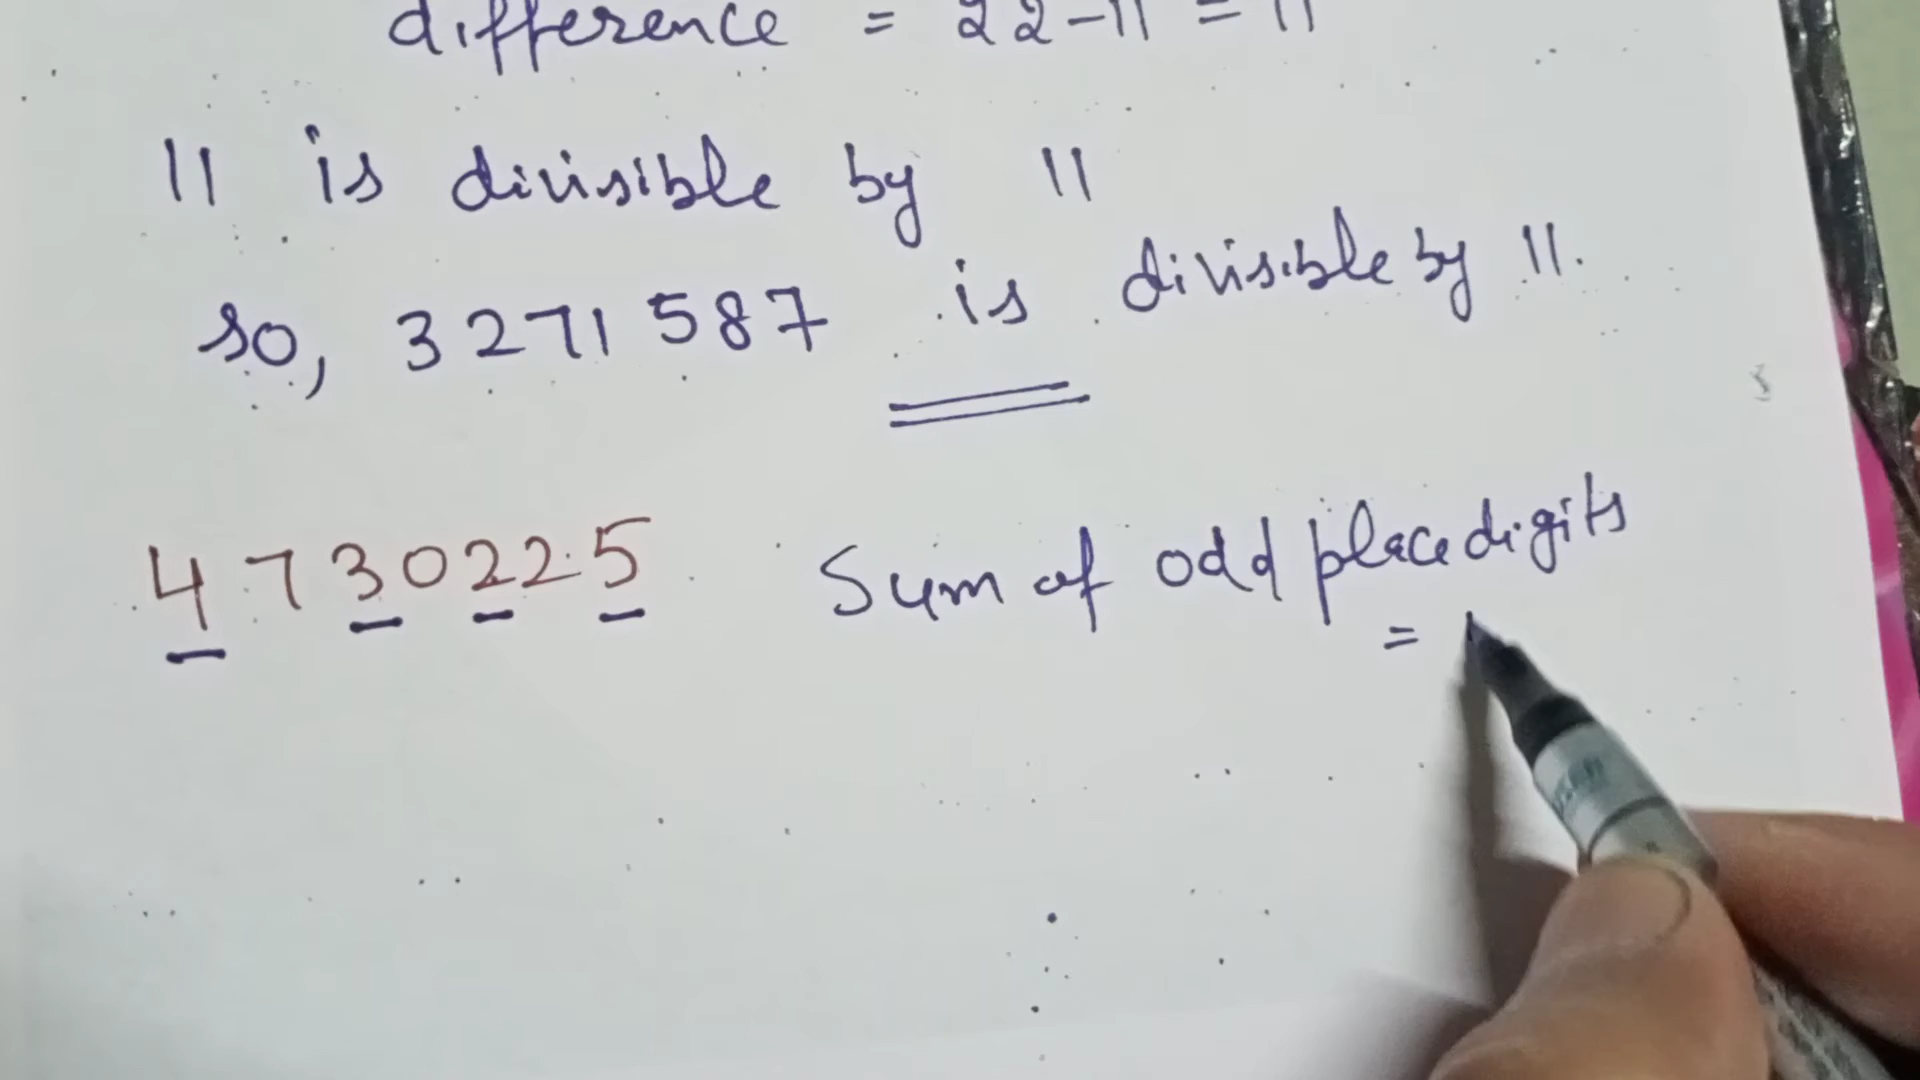 difference = 22-11 = 11
11 is divisible by 11
so, 3271587 is divisible by 11.
4730225 Sum of odd place digits
=